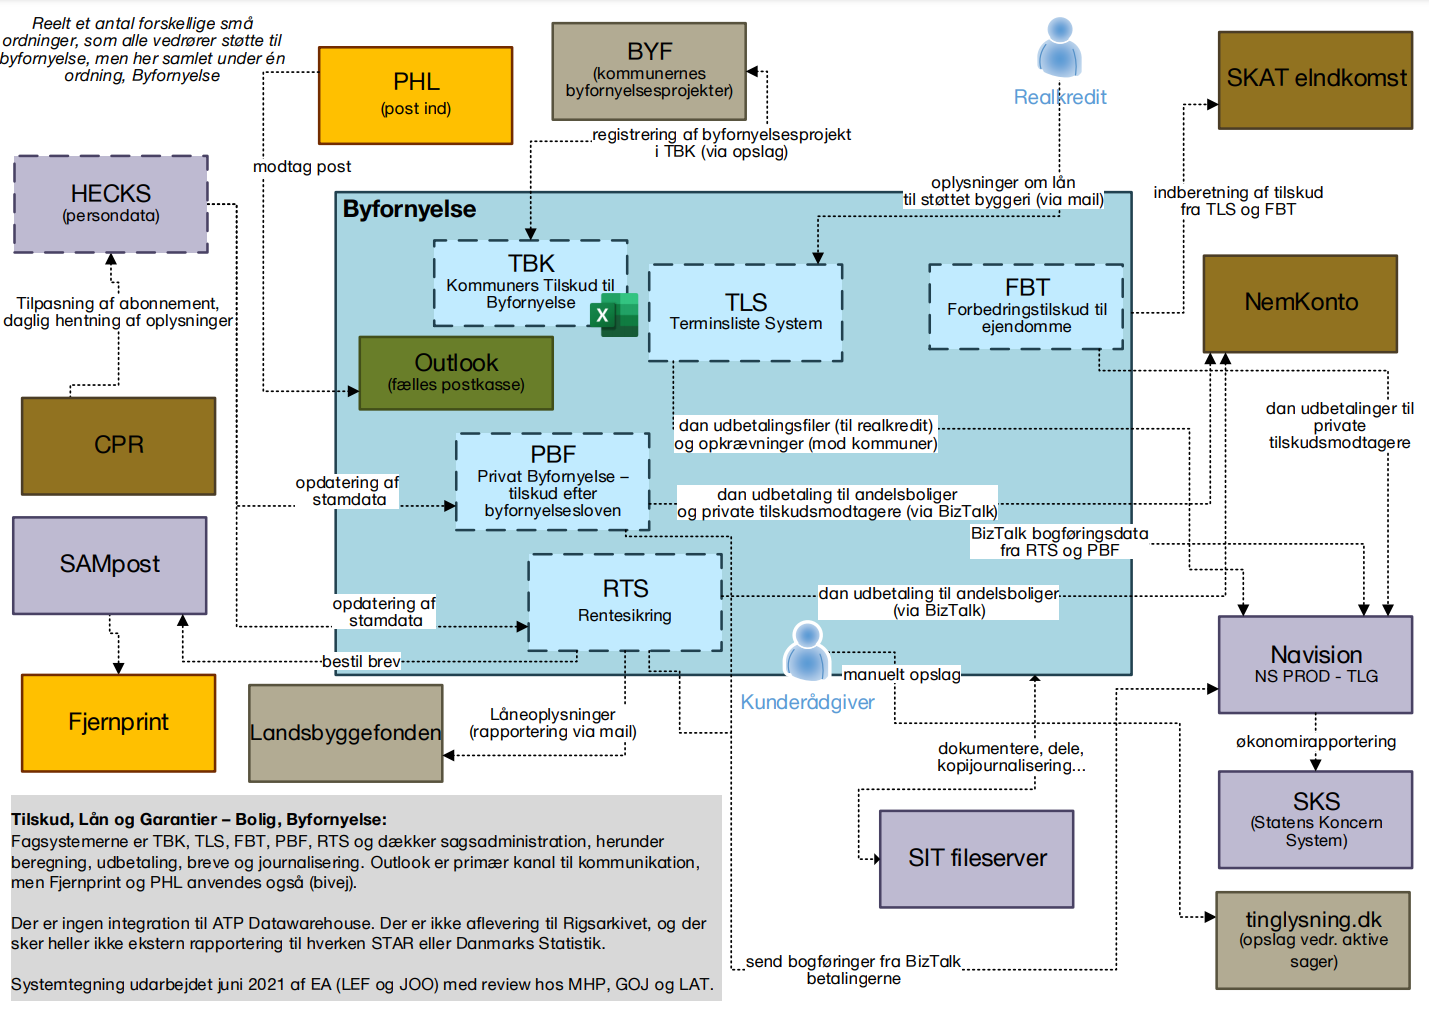 Reelt et antal forskellige små
ordninger, som alle vedrører støtte til
byfornyelse, men her samlet under én
ordning, Byfornyelse
PHL
(post ind)
BYF
(kommunernes
byfornyelsesprojekter)
Realkredit
SKAT eIndkomst
registrering af byfornyelsesprojekt
i TBK (via opslag)
modtag post
HECKS
(persondata)
oplysninger om lån
til støttet byggeri (via mail)
indberetning af tilskud
fra TLS og FBT
Byfornyelse
TBK
Kommuners Tilskud til
Byfornyelse
TLS
Terminsliste System
FBT
Forbedringstilskud til
ejendomme
NemKonto
Tilpasning af abonnement,
daglig hentning af oplysninger
Outlook
(fælles postkasse)
CPR
dan udbetalingsfiler (til realkredit)
og opkrævninger (mod kommuner)
dan udbetalinger til
private
tilskudsmodtagere
PBF
Privat Byfornyelse –
tilskud efter
byfornyelsesloven
opdatering af
stamdata
dan udbetaling til andelsboliger
og private tilskudsmodtagere (via BizTalk)
BizTalk bogføringsdata
fra RTS og PBF
SAMpost
RTS
Rentesikring
opdatering af
stamdata
dan udbetaling til andelsboliger
(via BizTalk)
bestil brev
manuelt opslag
Kunderådgiver
Navision
NS PROD - TLG
Fjernprint
Landsbyggefonden
Låneoplysninger
(rapportering via mail)
dokumentere, dele,
kopijournalisering...
økonomirapportering
SKS
(Statens Koncern
System)
SIT fileserver
tinglysning.dk
(opslag vedr. aktive
sager)
send bogføringer fra BizTalk
betalingerne
Tilskud, Lån og Garantier – Bolig, Byfornyelse:
Fagsystemerne er TBK, TLS, FBT, PBF, RTS og dækker sagsadministration, herunder
beregning, udbetaling, breve og journalisering. Outlook er primær kanal til kommunikation,
men Fjernprint og PHL anvendes også (bivej).
Der er ingen integration til ATP Datawarehouse. Der er ikke aflevering til Rigsarkivet, og der
sker heller ikke ekstern rapportering til hverken STAR eller Danmarks Statistik.
Systemtegning udarbejdet juni 2021 af EA (LEF og JOO) med review hos MHP, GOJ og LAT.